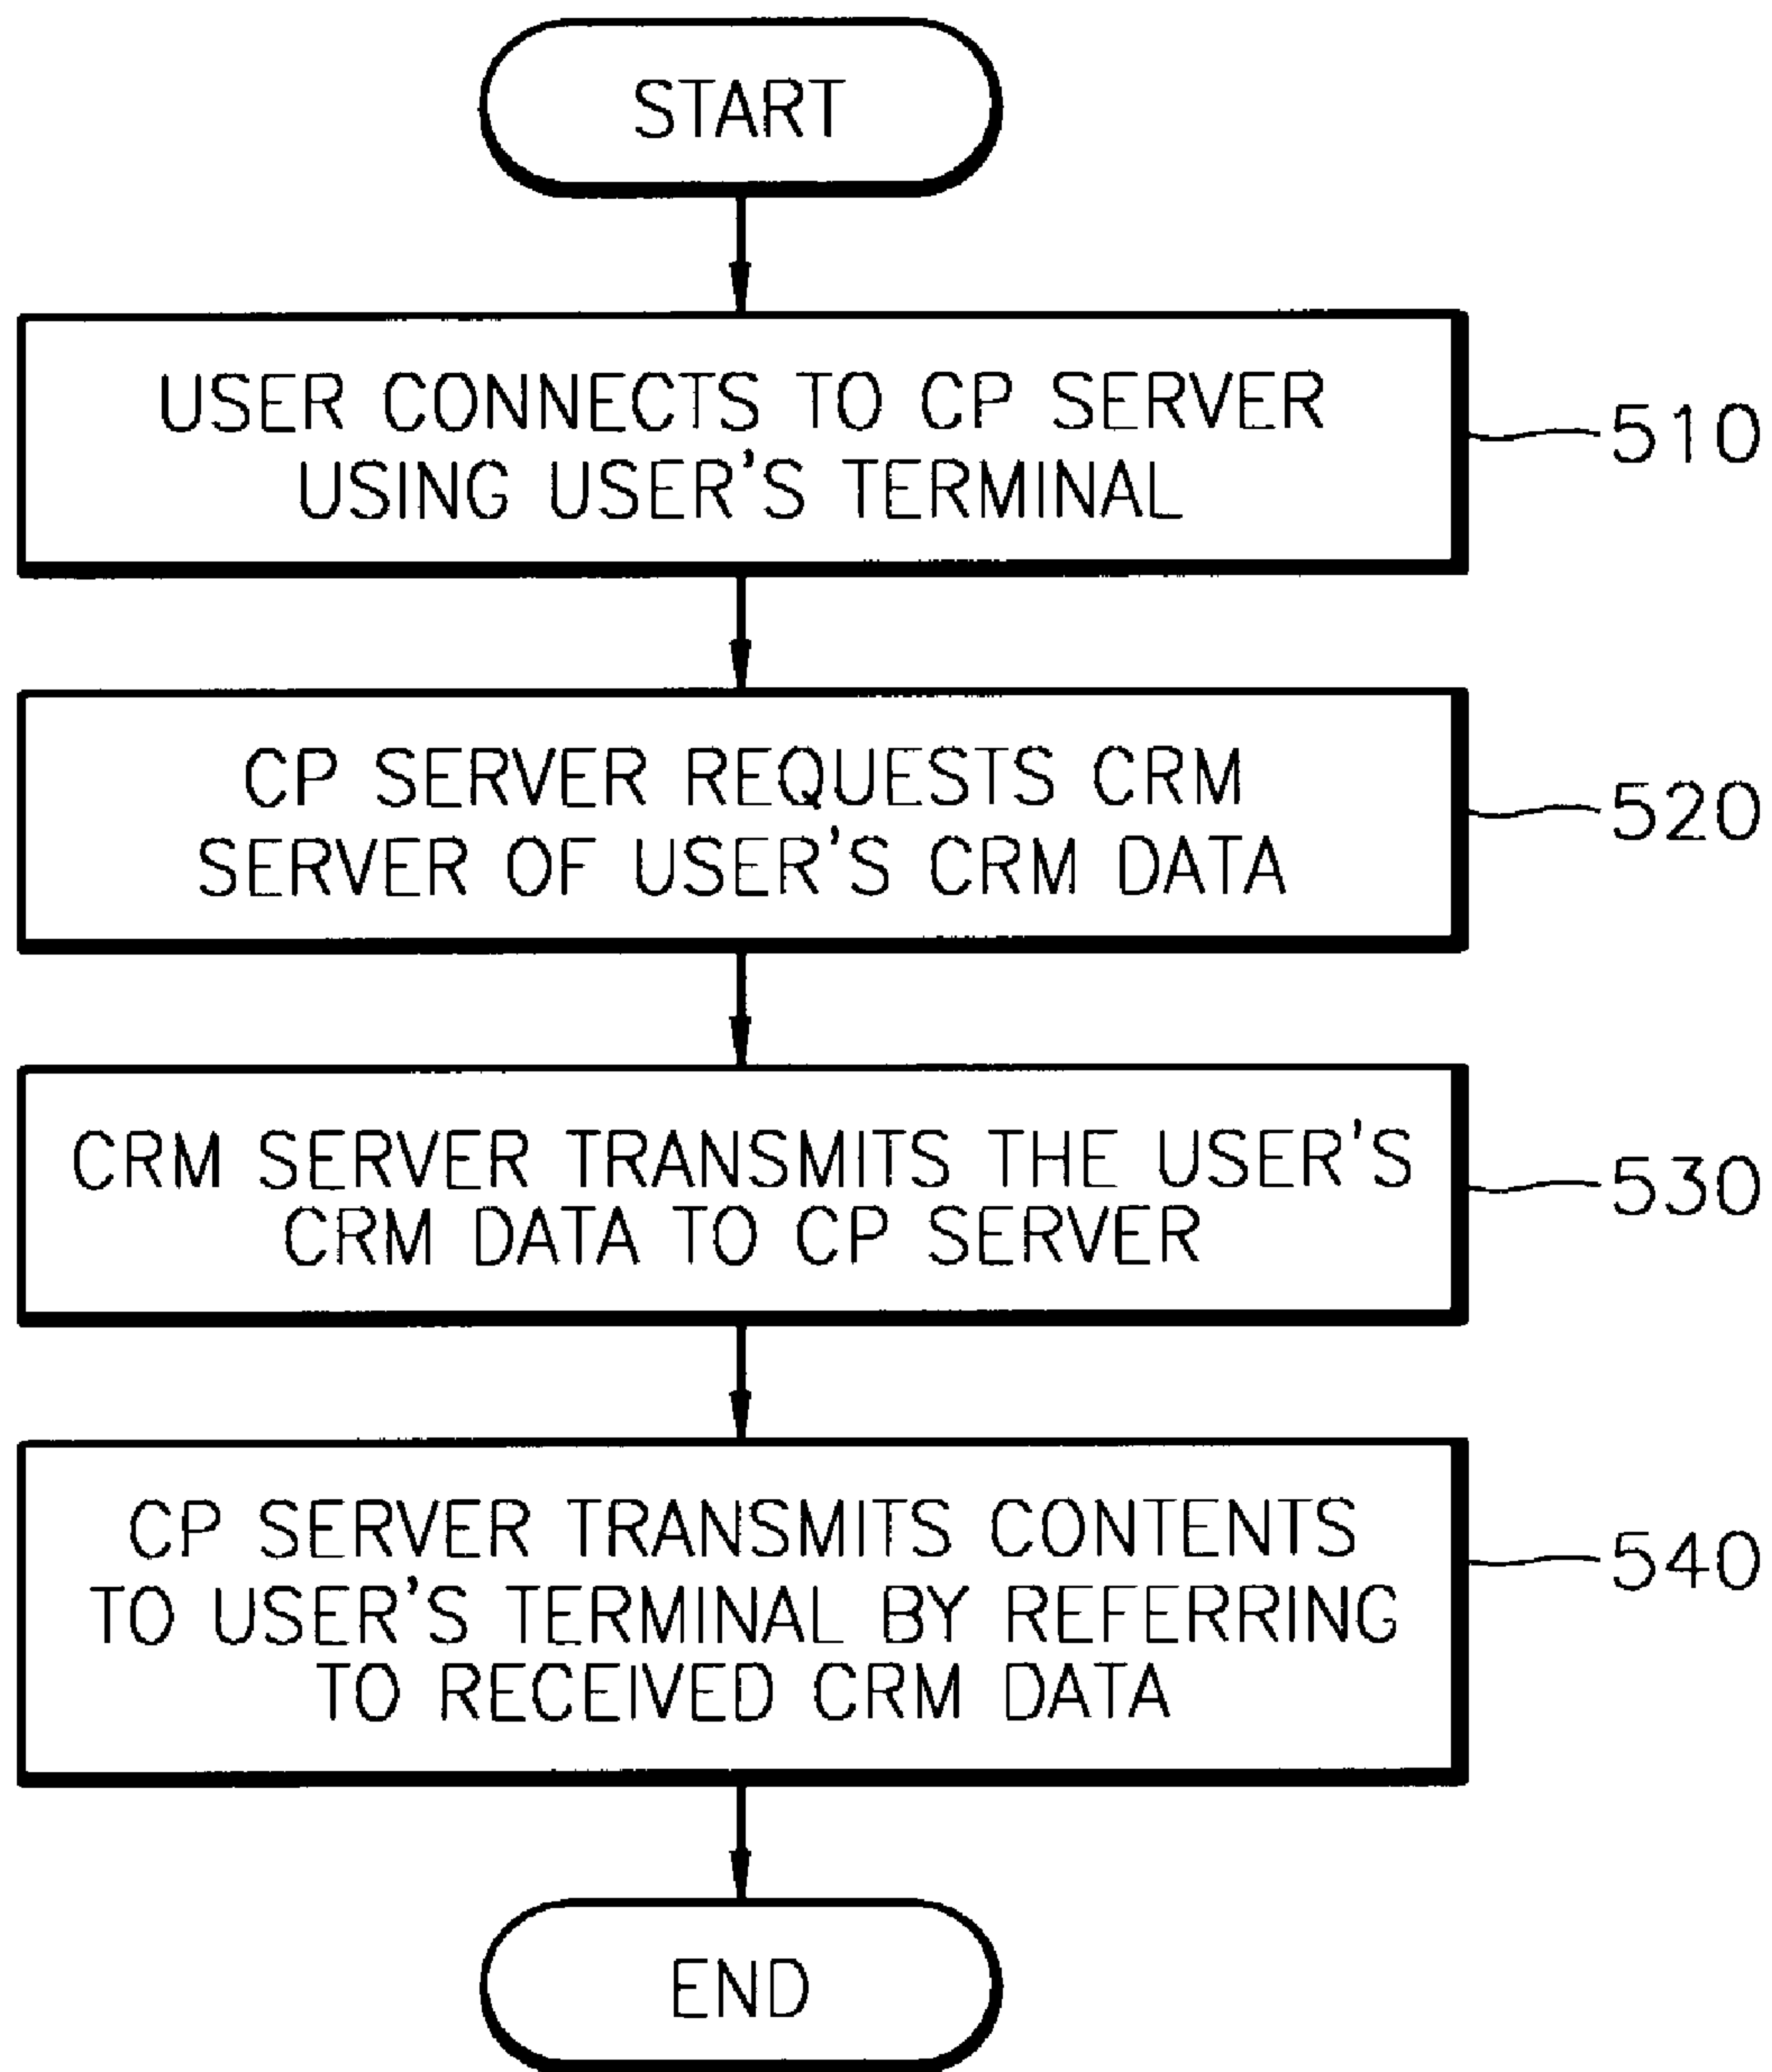 START
USER CONNECTS TO CP SERVER
USING USER'S TERMINAL
510
CP SERVER REQUESTS CRM
SERVER OF USER'S CRM DATA
520
CRM SERVER TRANSMITS THE USER'S
CRM DATA TO CP SERVER
530
CP SERVER TRANSMITS CONTENTS
TO USER'S TERMINAL BY REFERRING
TO RECEIVED CRM DATA
540
END